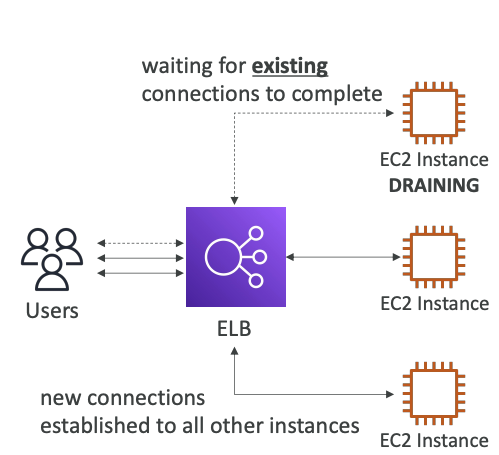 waiting for existing
connections to complete
EC2 Instance
DRAINING
Users
ELB
EC2 Instance
new connections
established to all other instances
EC2 Instance